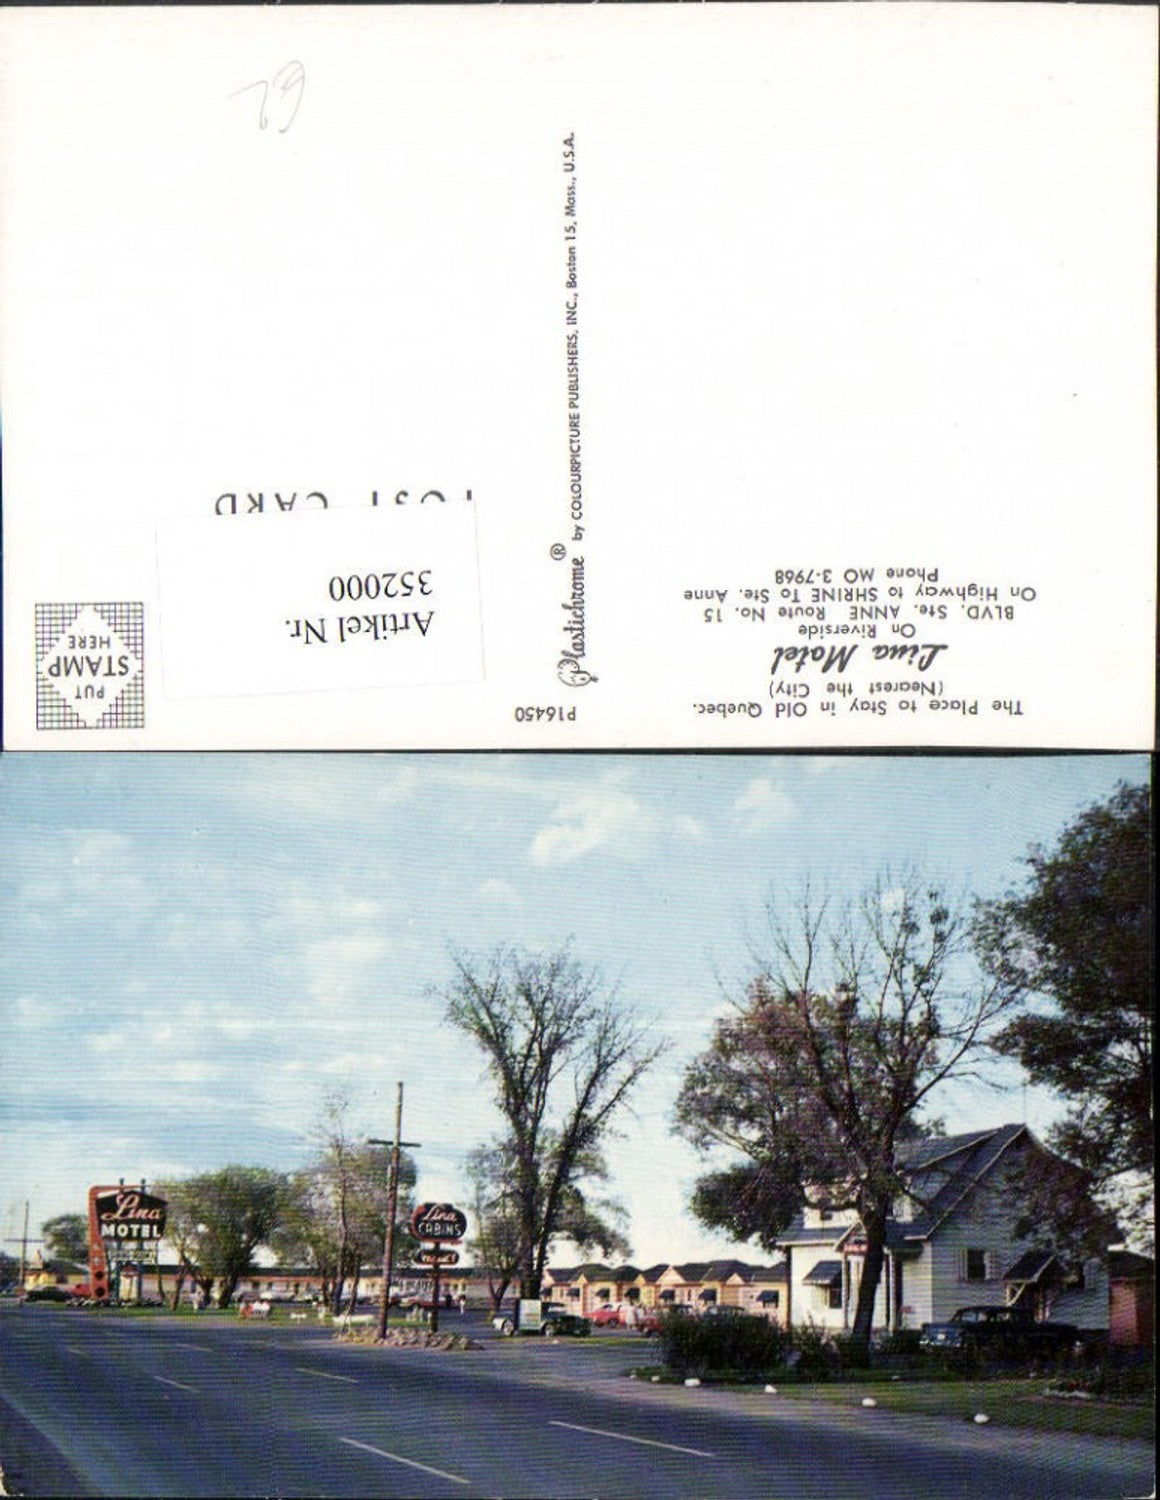 The Place to Stay in Old Quebec.
(Nearest the City)
Lina Motel
On Riverside
BLVD. Ste. ANNE Route No. 15
On Highway to SHRINE To Ste. Anne
Phone MO 3-7968
P16450
Plastichrome® by COLOURPICTURE PUBLISHERS, INC., Boston 15, Mass., U.S.A.
POST CARD
PUT
STAMP
HERE
Artikel Nr.
352000
Lina
MOTEL
Lina
CABINS